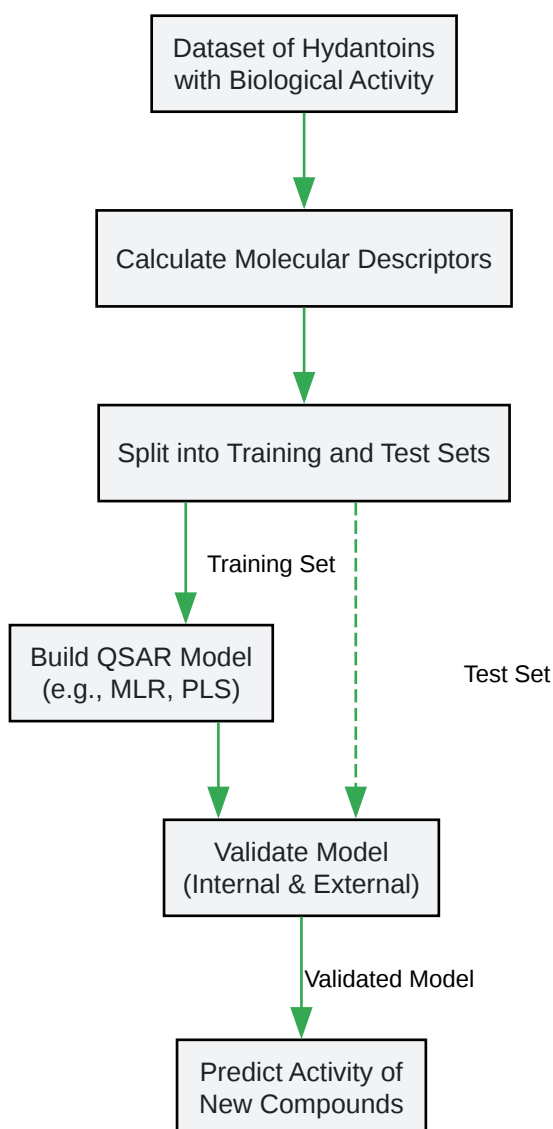 Dataset of Hydantoins
with Biological Activity
Calculate Molecular Descriptors
Split into Training and Test Sets
Training Set
Build QSAR Model
(e.g., MLR, PLS)
Test Set
Validate Model
(Internal & External)
Validated Model
Predict Activity of
New Compounds